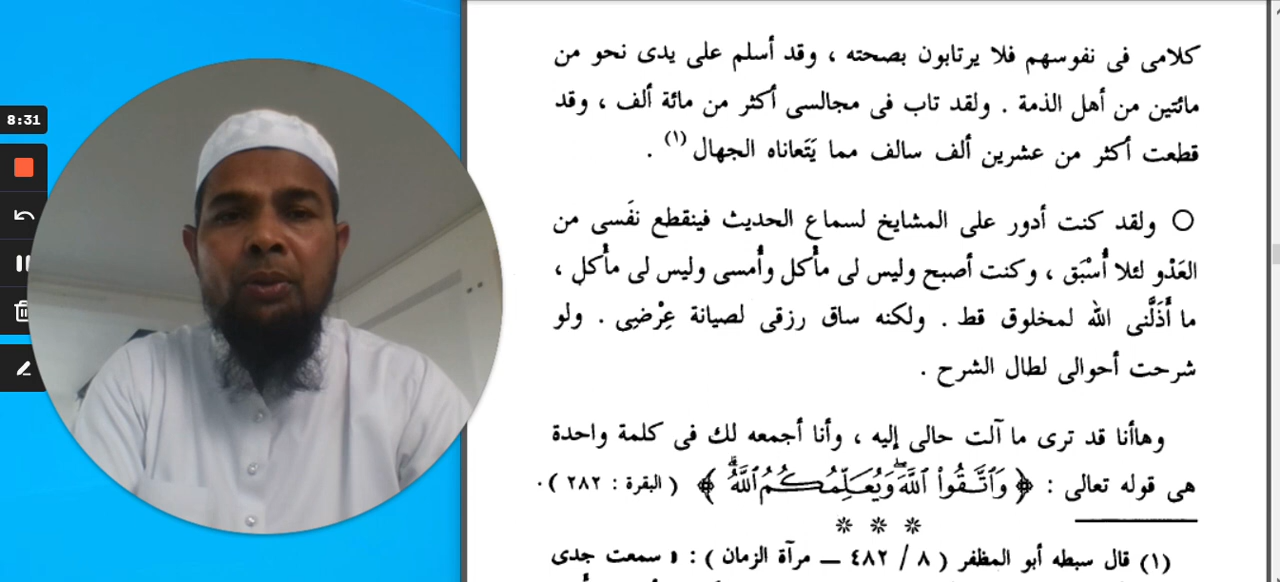 8:31
كلامى فى نفوسهم فلا يرتابون بصحته ، وقد أسلم على يدى نحو من
مائتين من أهل الذمة . ولقد تاب فى مجالسى أكثر من مائة ألف ، وقد
قطعت أكثر من عشرين ألف سالف مما يَتَعاناه الجهال (١) .
○ ولقد كنت أدور على المشايخ لسماع الحديث فينقطع نفَسى من
العَدْو لئلا أُسْبَق ، وكنت أصبح وليس لى مأكل وأُمسى وليس لى مأكل ،
ما أَذَلَّنى الله لمخلوق قط . ولكنه ساق رزقى لصيانة عِرْضى . ولو
شرحت أحوالى لطال الشرح .
وهاأنا قد ترى ما آلت حالى إليه ، وأنا أجمعه لك فى كلمة واحدة
هى قوله تعالى : ﴿ وَٱتَّقُوا۟ ٱللَّهَ ۖ وَيُعَلِّمُكُمُ ٱللَّهُ ۗ ﴾ ( البقرة : ٢٨٢ ) .
* * *
(١) قال سبطه أبو المظفر ( ٨ / ٤٨٢ ــ مرآة الزمان ) : « سمعت جدى